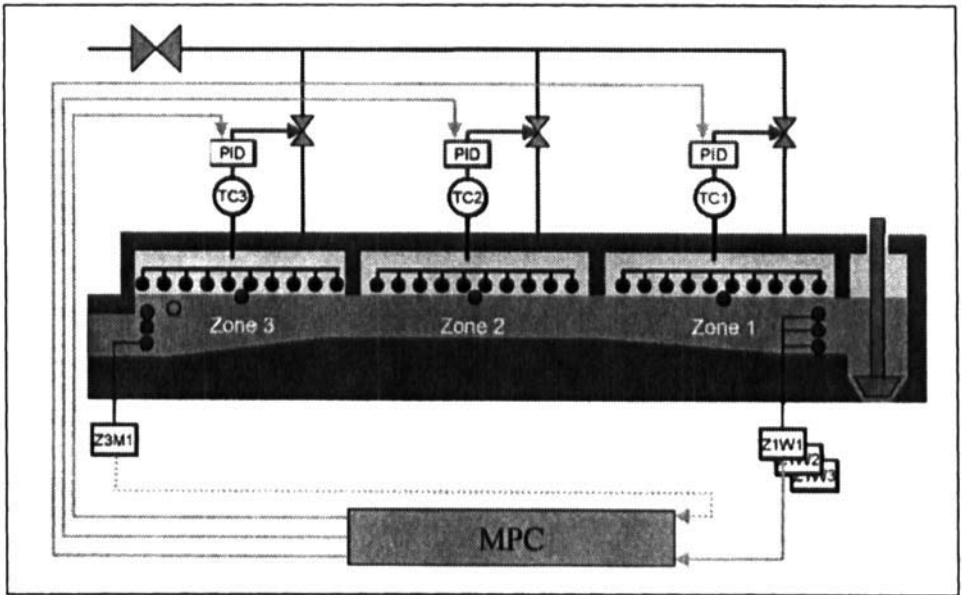 PID PID PID
TC3 TC2 TC1
Zone 3 Zone 2 Zone 1
Z3M1 Z1W1
MPC